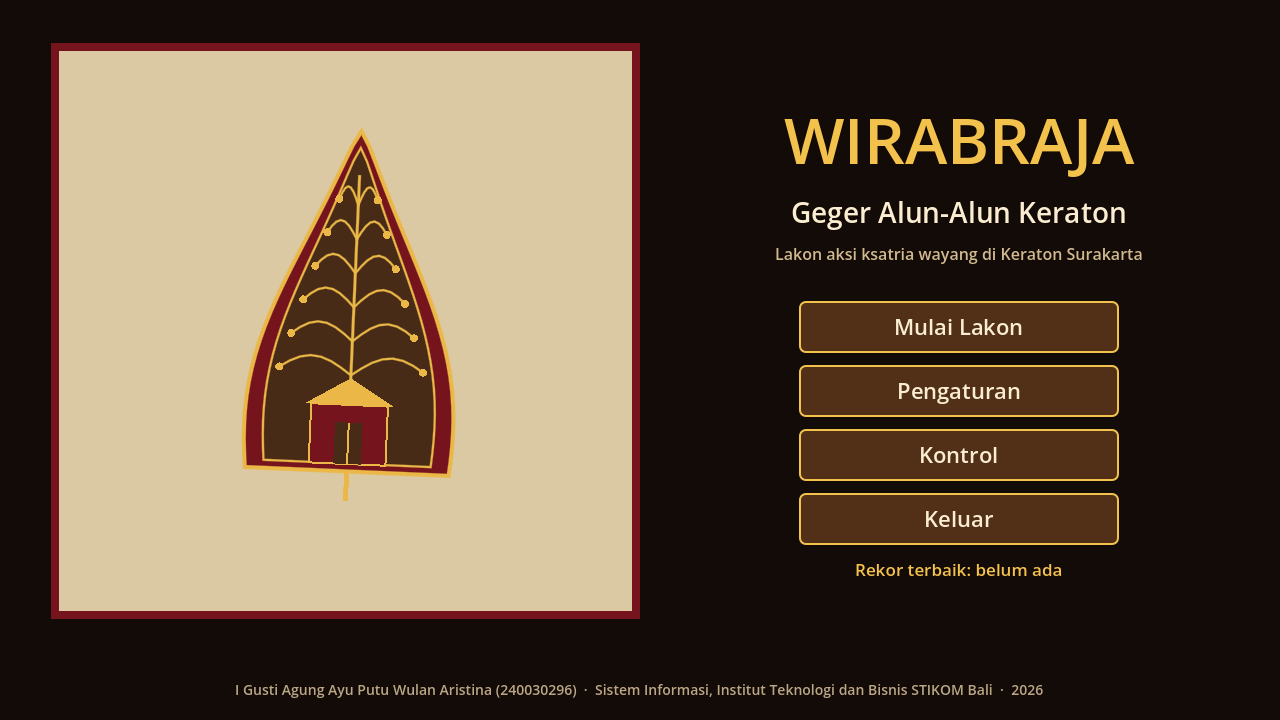 WIRABRAJA
Geger Alun-Alun Keraton
Lakon aksi ksatria wayang di Keraton Surakarta
Mulai Lakon
Pengaturan
Kontrol
Keluar
Rekor terbaik: belum ada
I Gusti Agung Ayu Putu Wulan Aristina (240030296) · Sistem Informasi, Institut Teknologi dan Bisnis STIKOM Bali · 2026